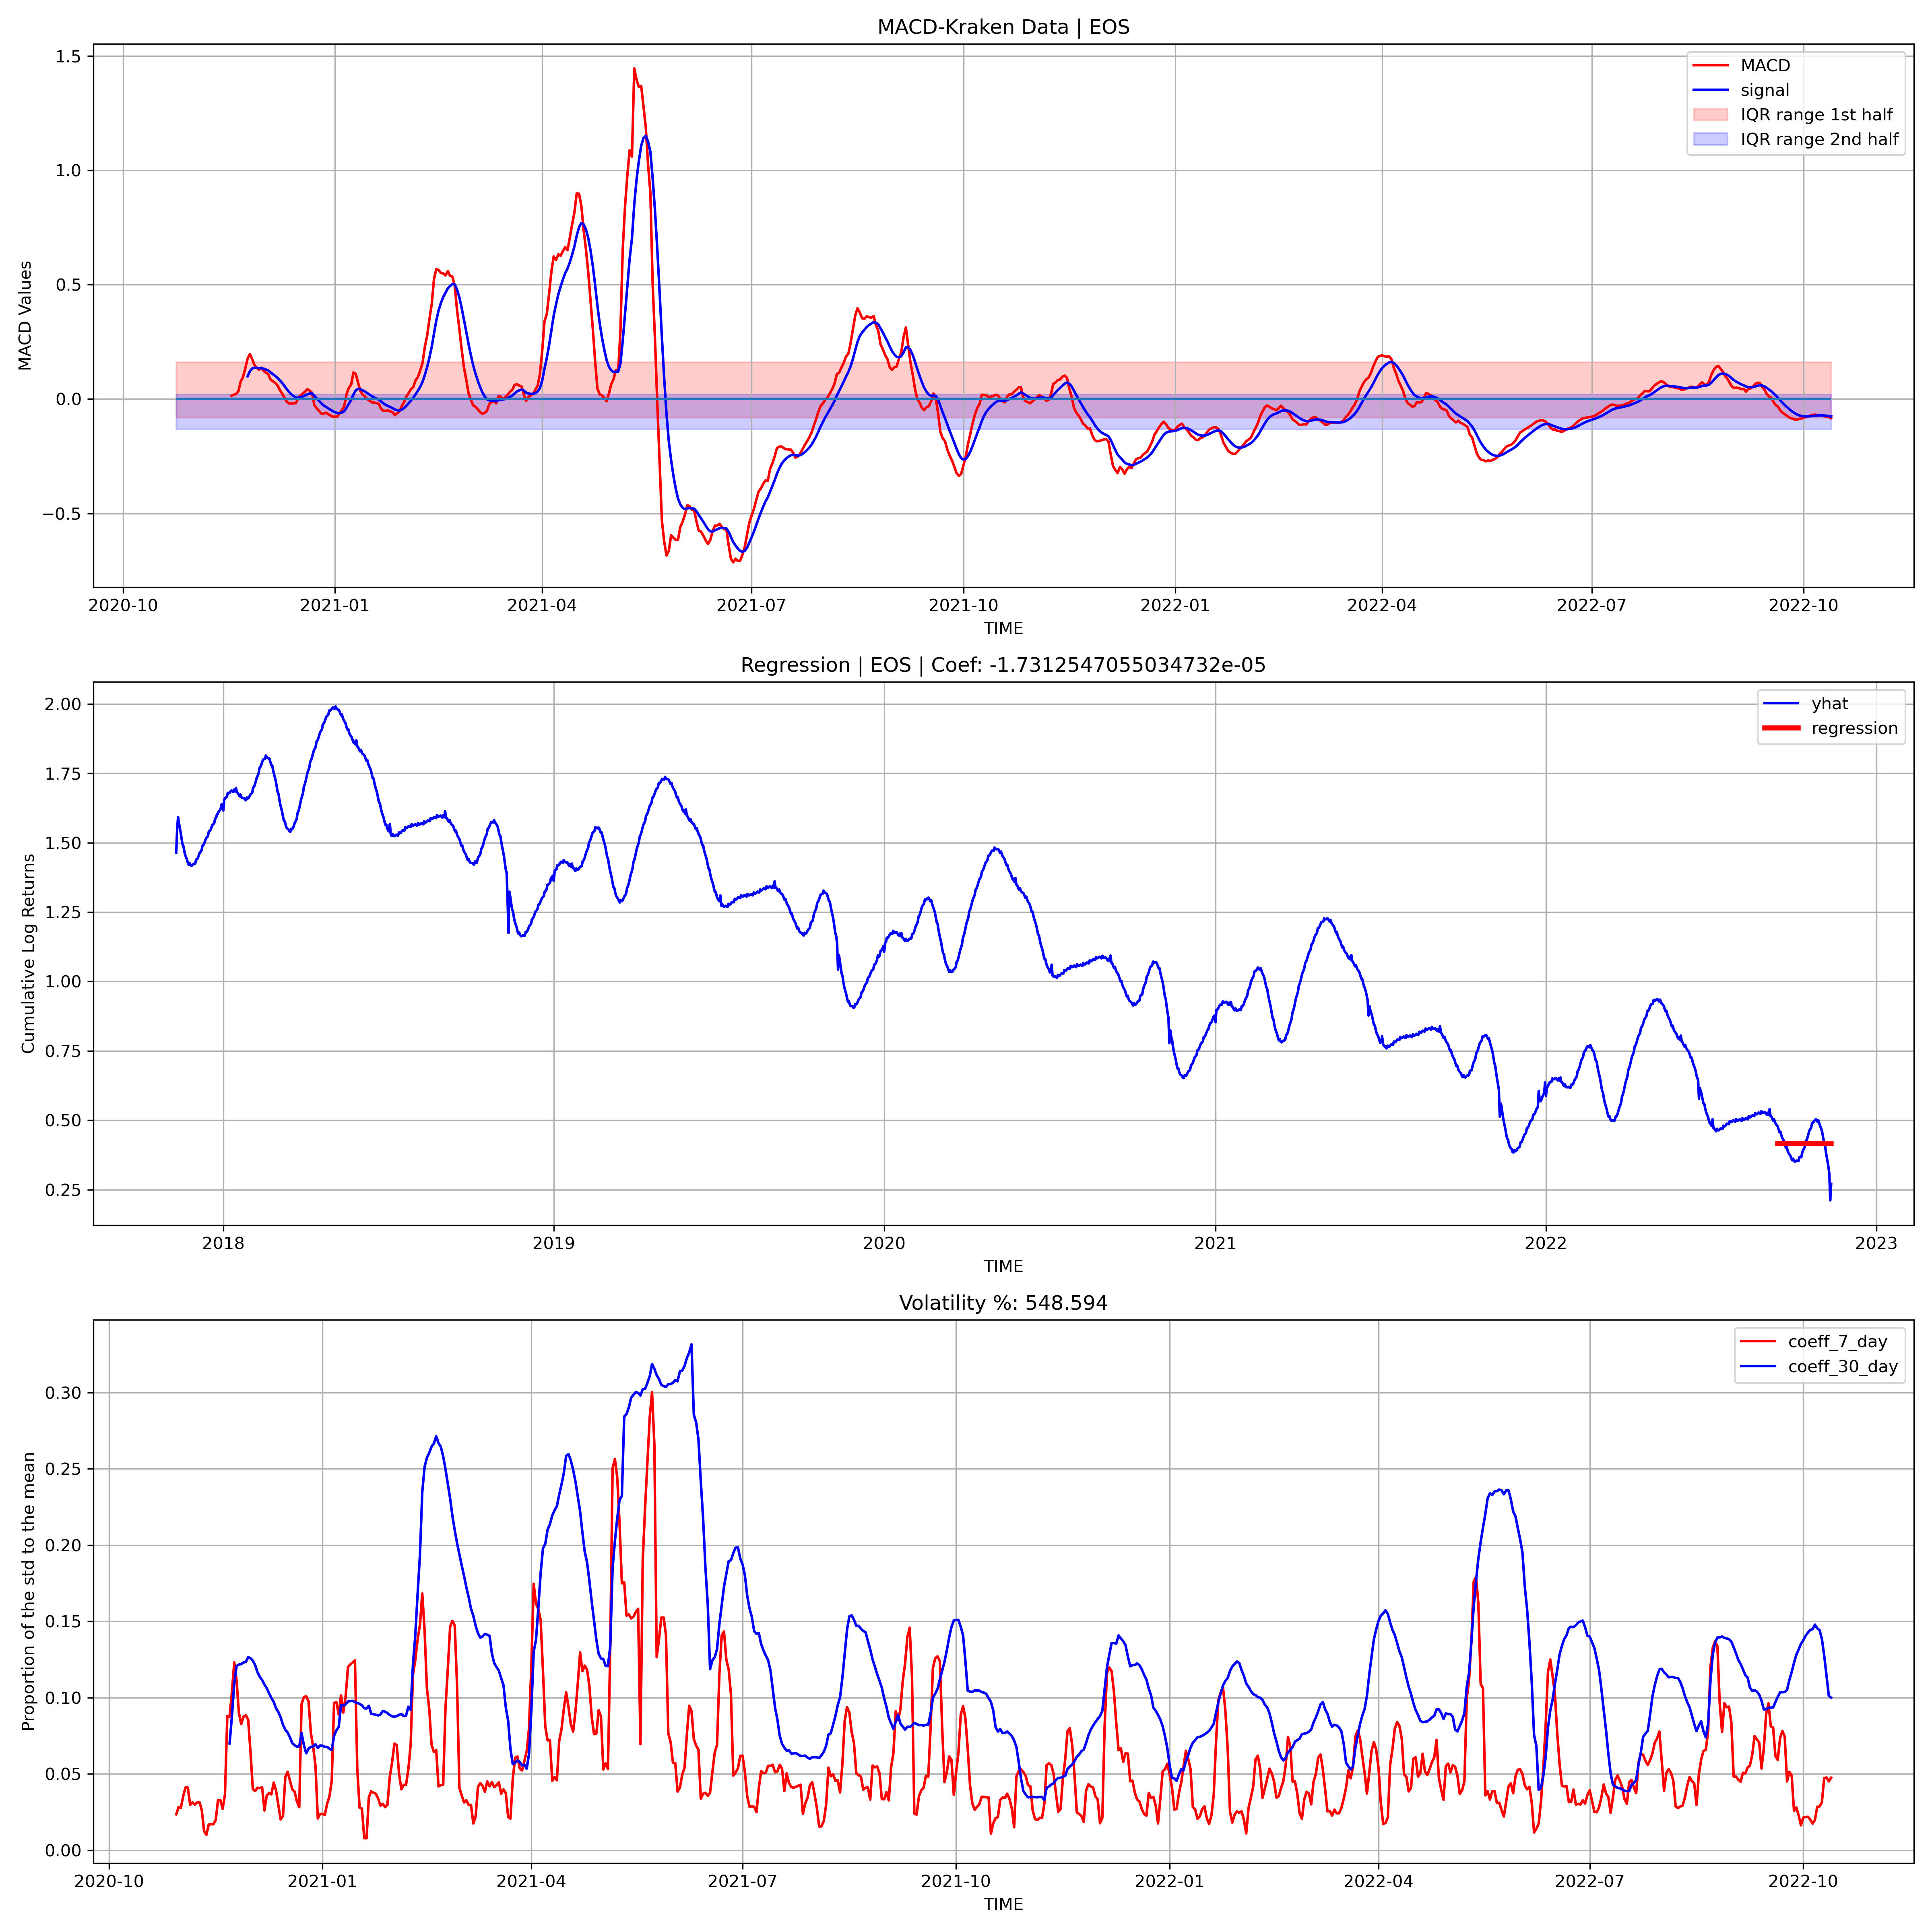 MACD-Kraken Data | EOS
MACD Values
1.5
1.0
0.5
0.0
−0.5
MACD
signal
IQR range 1st half
IQR range 2nd half
2020-10 2021-01 2021-04 2021-07 2021-10 2022-01 2022-04 2022-07 2022-10
TIME
Regression | EOS | Coef: -1.7312547055034732e-05
Cumulative Log Returns
2.00
1.75
1.50
1.25
1.00
0.75
0.50
0.25
yhat
regression
2018 2019 2020 2021 2022 2023
TIME
Volatility %: 548.594
Proportion of the std to the mean
0.30
0.25
0.20
0.15
0.10
0.05
0.00
coeff_7_day
coeff_30_day
2020-10 2021-01 2021-04 2021-07 2021-10 2022-01 2022-04 2022-07 2022-10
TIME